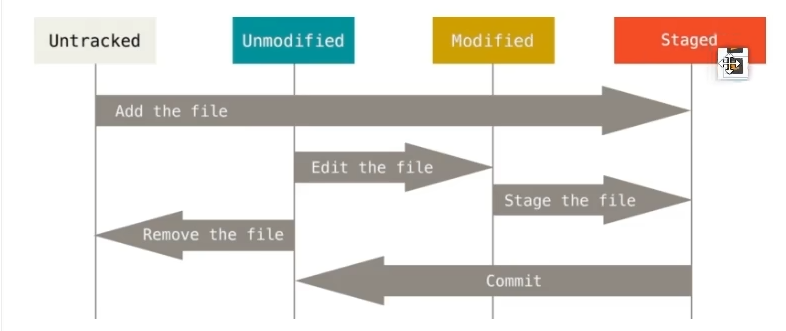 Untracked
Unmodified
Modified
Staged
Add the file
Edit the file
Stage the file
Remove the file
Commit